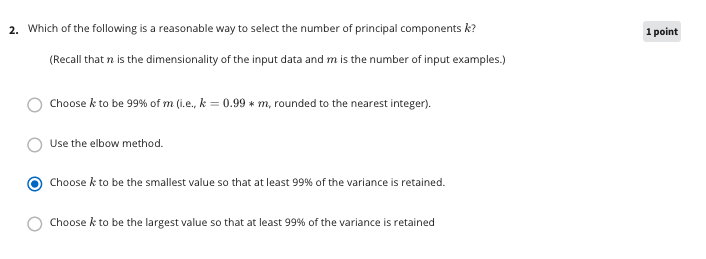 2. Which of the following is a reasonable way to select the number of principal components k?
1 point
(Recall that n is the dimensionality of the input data and m is the number of input examples.)
Choose k to be 99% of m (i.e., k = 0.99 ∗ m, rounded to the nearest integer).
Use the elbow method.
Choose k to be the smallest value so that at least 99% of the variance is retained.
Choose k to be the largest value so that at least 99% of the variance is retained